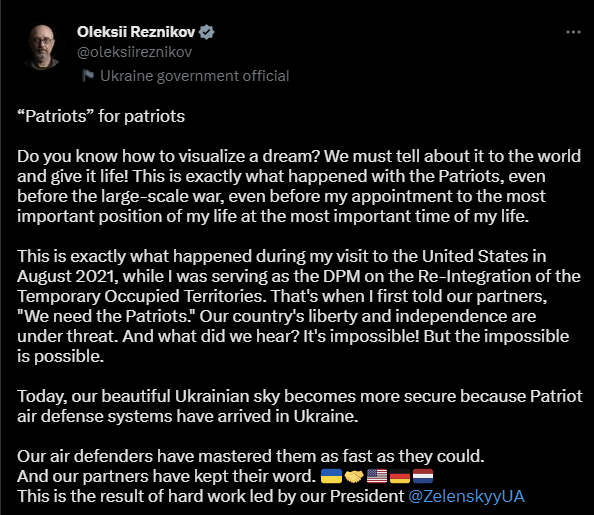 Oleksii Reznikov
@oleksiireznikov
Ukraine government official
“Patriots” for patriots
Do you know how to visualize a dream? We must tell about it to the world
and give it life! This is exactly what happened with the Patriots, even
before the large-scale war, even before my appointment to the most
important position of my life at the most important time of my life.
This is exactly what happened during my visit to the United States in
August 2021, while I was serving as the DPM on the Re-Integration of the
Temporary Occupied Territories. That's when I first told our partners,
"We need the Patriots." Our country's liberty and independence are
under threat. And what did we hear? It's impossible! But the impossible
is possible.
Today, our beautiful Ukrainian sky becomes more secure because Patriot
air defense systems have arrived in Ukraine.
Our air defenders have mastered them as fast as they could.
And our partners have kept their word. 🇺🇦🤝🇺🇸🇩🇪🇳🇱
This is the result of hard work led by our President @ZelenskyyUA